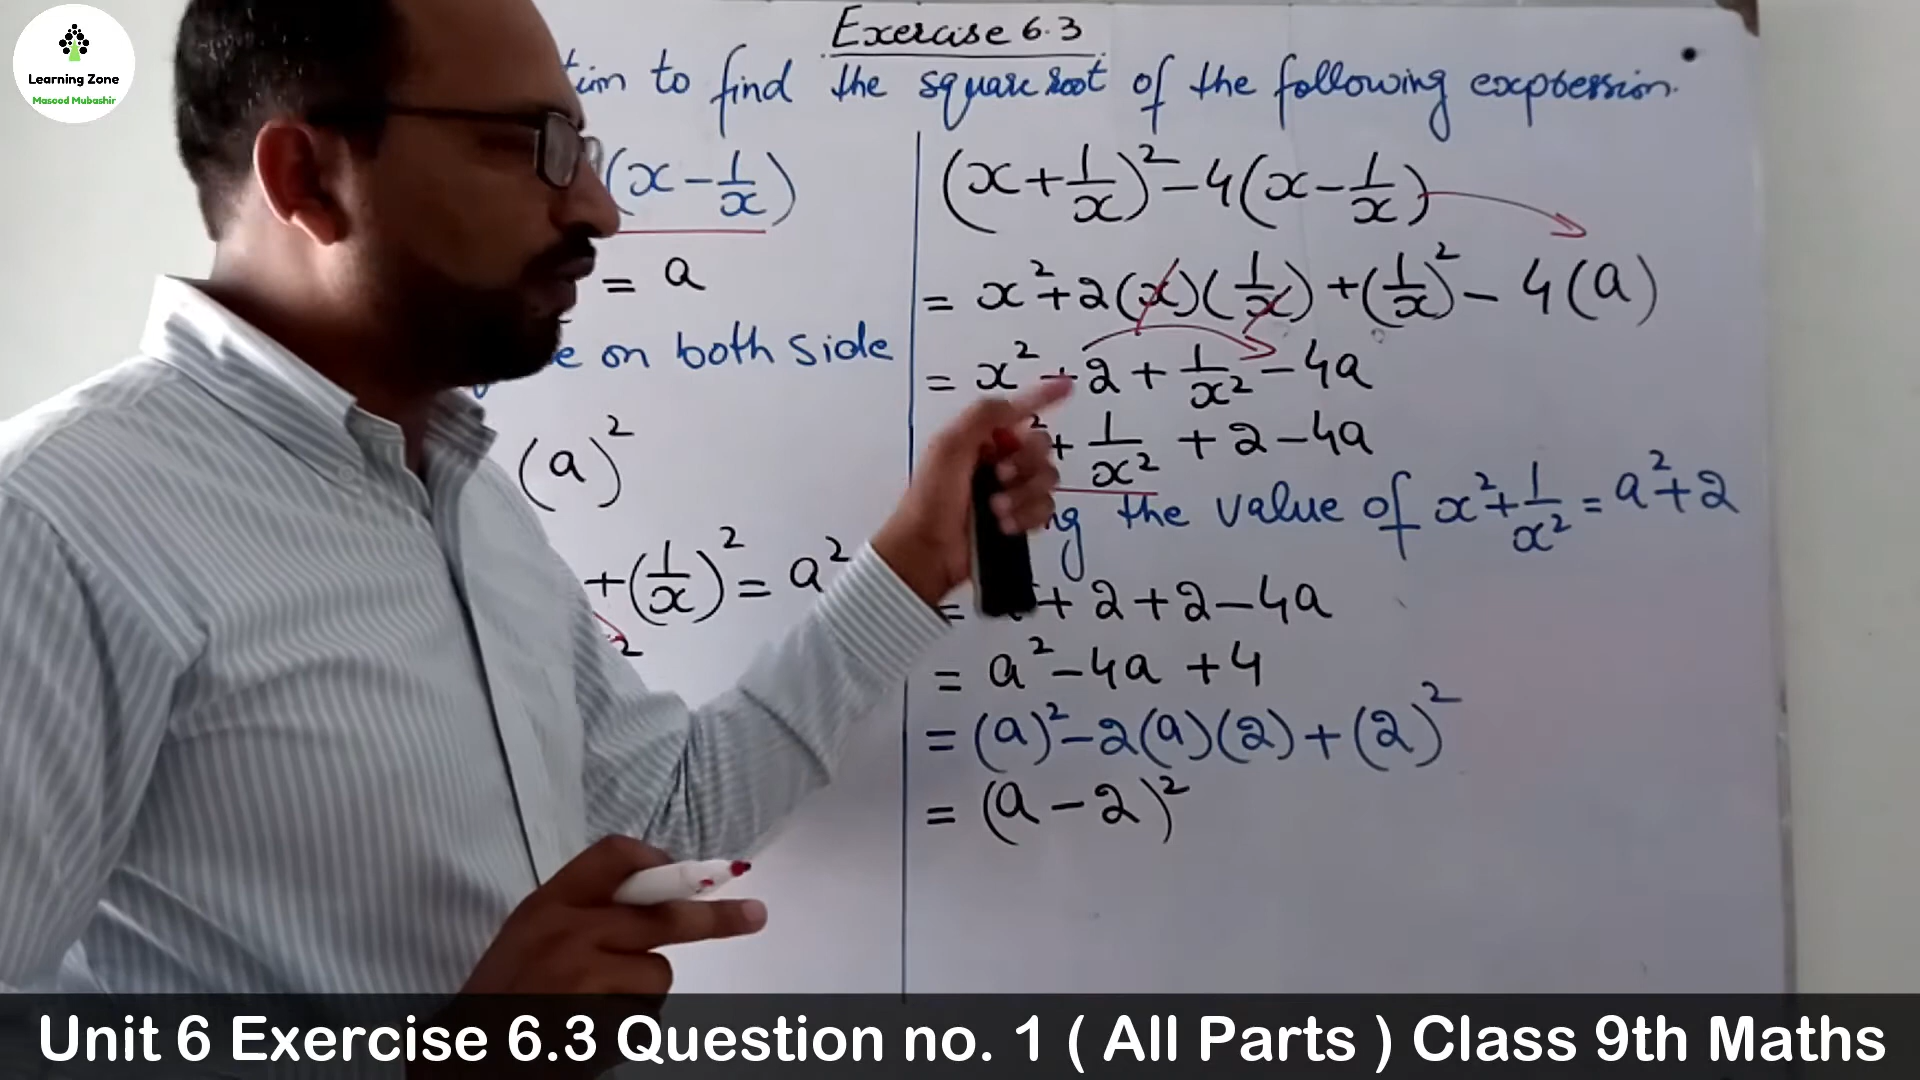 Learning Zone
Masood Mubashir
Exercise 6.3
to find the square root of the following expression.
(x - 1/x)
= a
on both side
(a)²
+ (1/x)² = a²
(x + 1/x)² - 4(x - 1/x)
= x² + 2(x)(1/x) + (1/x)² - 4(a)
= x² + 2 + 1/x² - 4a
² + 1/x² + 2 - 4a
the value of x² + 1/x² = a² + 2
= + 2 + 2 - 4a
= a² - 4a + 4
= (a)² - 2(a)(2) + (2)²
= (a - 2)²
Unit 6 Exercise 6.3 Question no. 1 ( All Parts ) Class 9th Maths